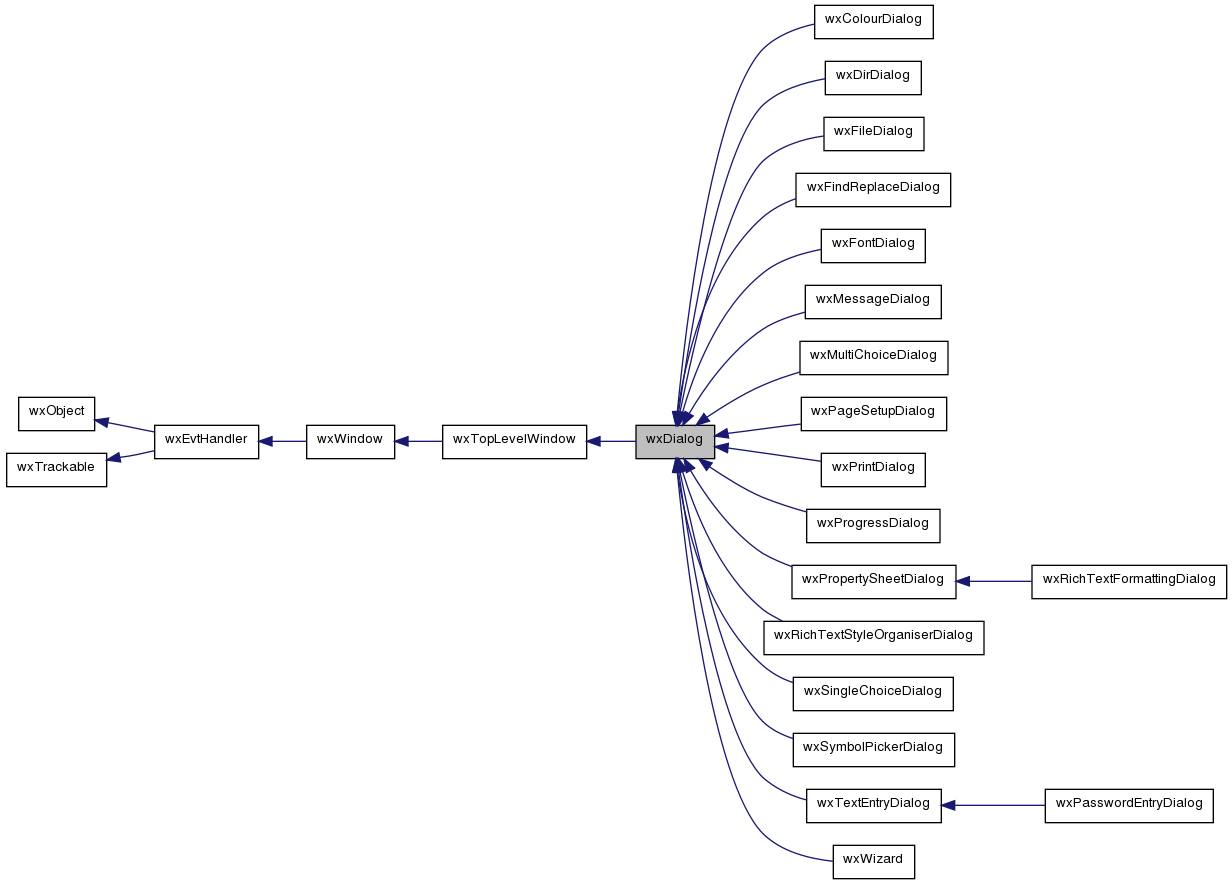 wxColourDialog
wxDirDialog
wxFileDialog
wxFindReplaceDialog
wxFontDialog
wxMessageDialog
wxMultiChoiceDialog
wxObject
wxPageSetupDialog
wxEvtHandler
wxWindow
wxTopLevelWindow
wxDialog
wxTrackable
wxPrintDialog
wxProgressDialog
wxPropertySheetDialog
wxRichTextFormattingDialog
wxRichTextStyleOrganiserDialog
wxSingleChoiceDialog
wxSymbolPickerDialog
wxTextEntryDialog
wxPasswordEntryDialog
wxWizard